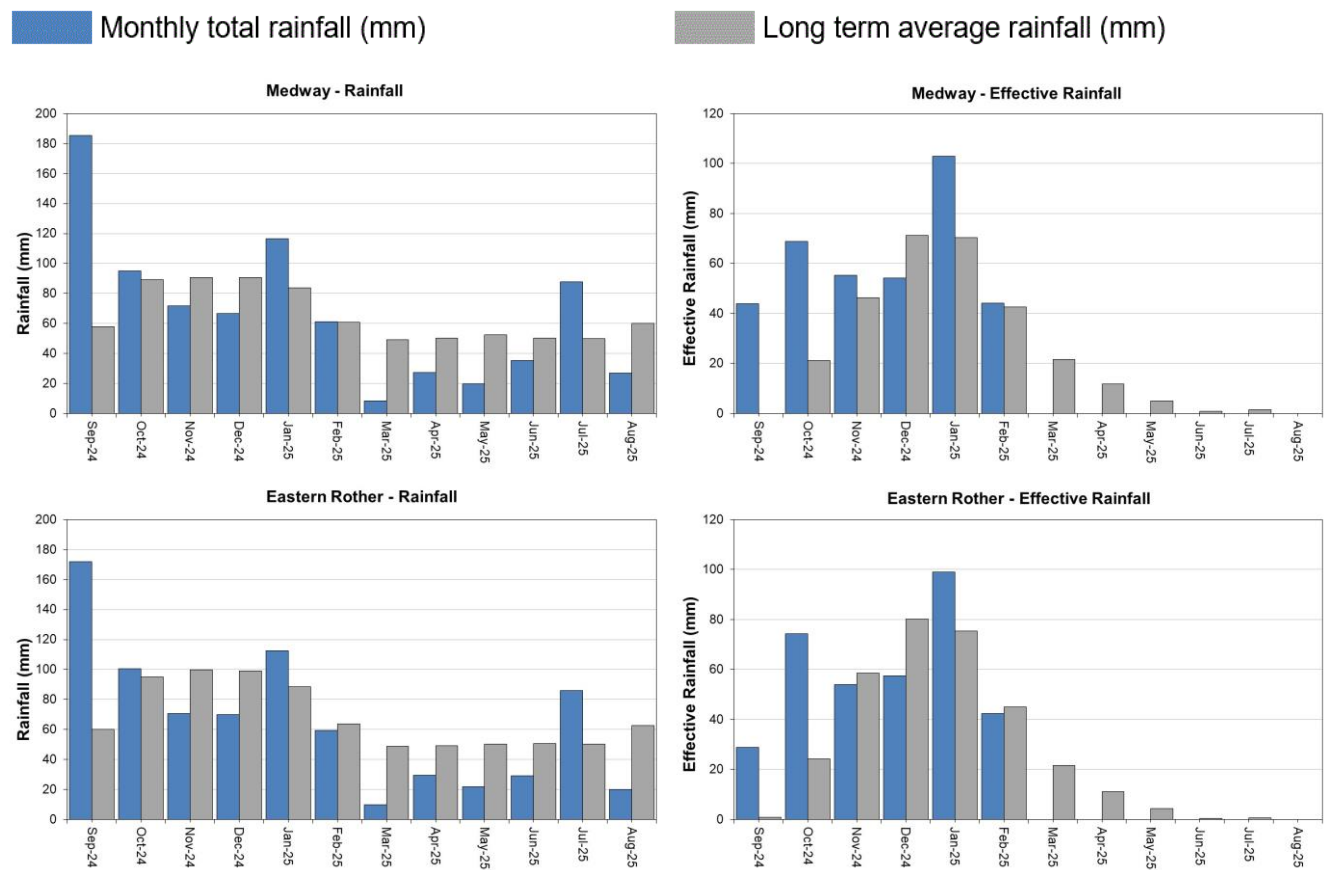 Monthly total rainfall (mm)
Long term average rainfall (mm)
Medway - Rainfall
Rainfall (mm)
200
180
160
140
120
100
80
60
40
20
0
Sep-24
Oct-24
Nov-24
Dec-24
Jan-25
Feb-25
Mar-25
Apr-25
May-25
Jun-25
Jul-25
Aug-25
Medway - Effective Rainfall
Effective Rainfall (mm)
120
100
80
60
40
20
0
Sep-24
Oct-24
Nov-24
Dec-24
Jan-25
Feb-25
Mar-25
Apr-25
May-25
Jun-25
Jul-25
Aug-25
Eastern Rother - Rainfall
Rainfall (mm)
200
180
160
140
120
100
80
60
40
20
0
Sep-24
Oct-24
Nov-24
Dec-24
Jan-25
Feb-25
Mar-25
Apr-25
May-25
Jun-25
Jul-25
Aug-25
Eastern Rother - Effective Rainfall
Effective Rainfall (mm)
120
100
80
60
40
20
0
Sep-24
Oct-24
Nov-24
Dec-24
Jan-25
Feb-25
Mar-25
Apr-25
May-25
Jun-25
Jul-25
Aug-25